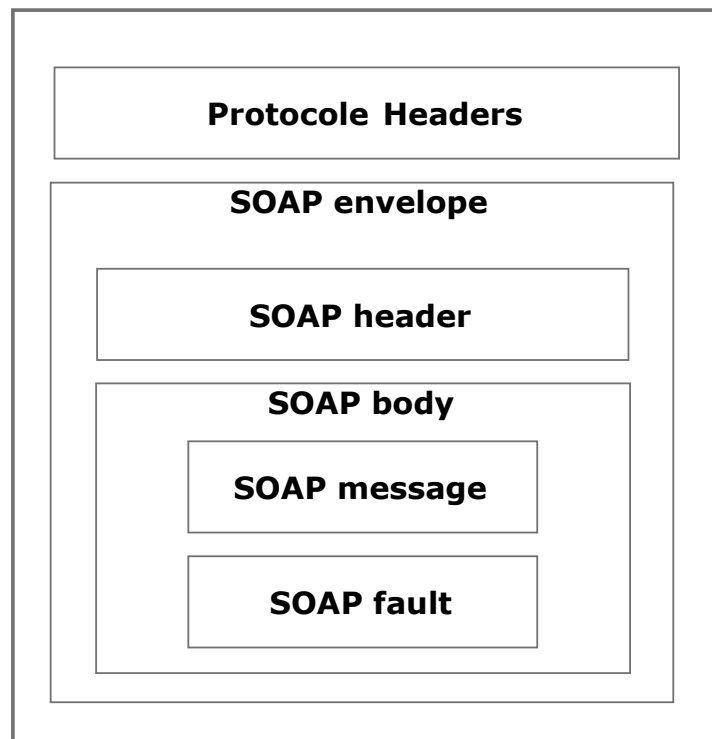 Protocole Headers
SOAP envelope
SOAP header
SOAP body
SOAP message
SOAP fault